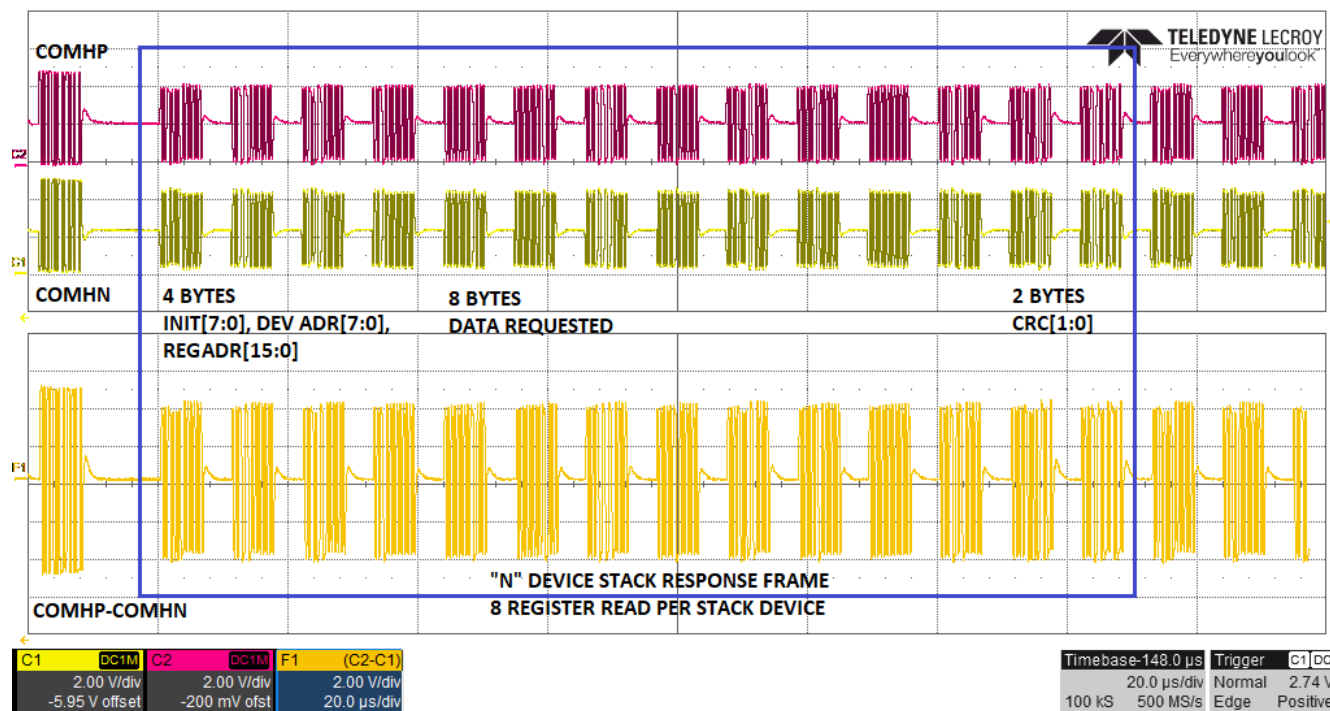 COMHP
TELEDYNE LECROY
Everywhereyoulook
C2
C1
COMHN
4 BYTES
INIT[7:0], DEV ADR[7:0],
REGADR[15:0]
8 BYTES
DATA REQUESTED
2 BYTES
CRC[1:0]
F1
"N" DEVICE STACK RESPONSE FRAME
8 REGISTER READ PER STACK DEVICE
COMHP-COMHN
C1 DC1M
2.00 V/div
-5.95 V offset
C2 DC1M
2.00 V/div
-200 mV ofst
F1 (C2-C1)
2.00 V/div
20.0 µs/div
Timebase -148.0 µs
20.0 µs/div
100 kS 500 MS/s
Trigger C1 DC
Normal 2.74 V
Edge Positive